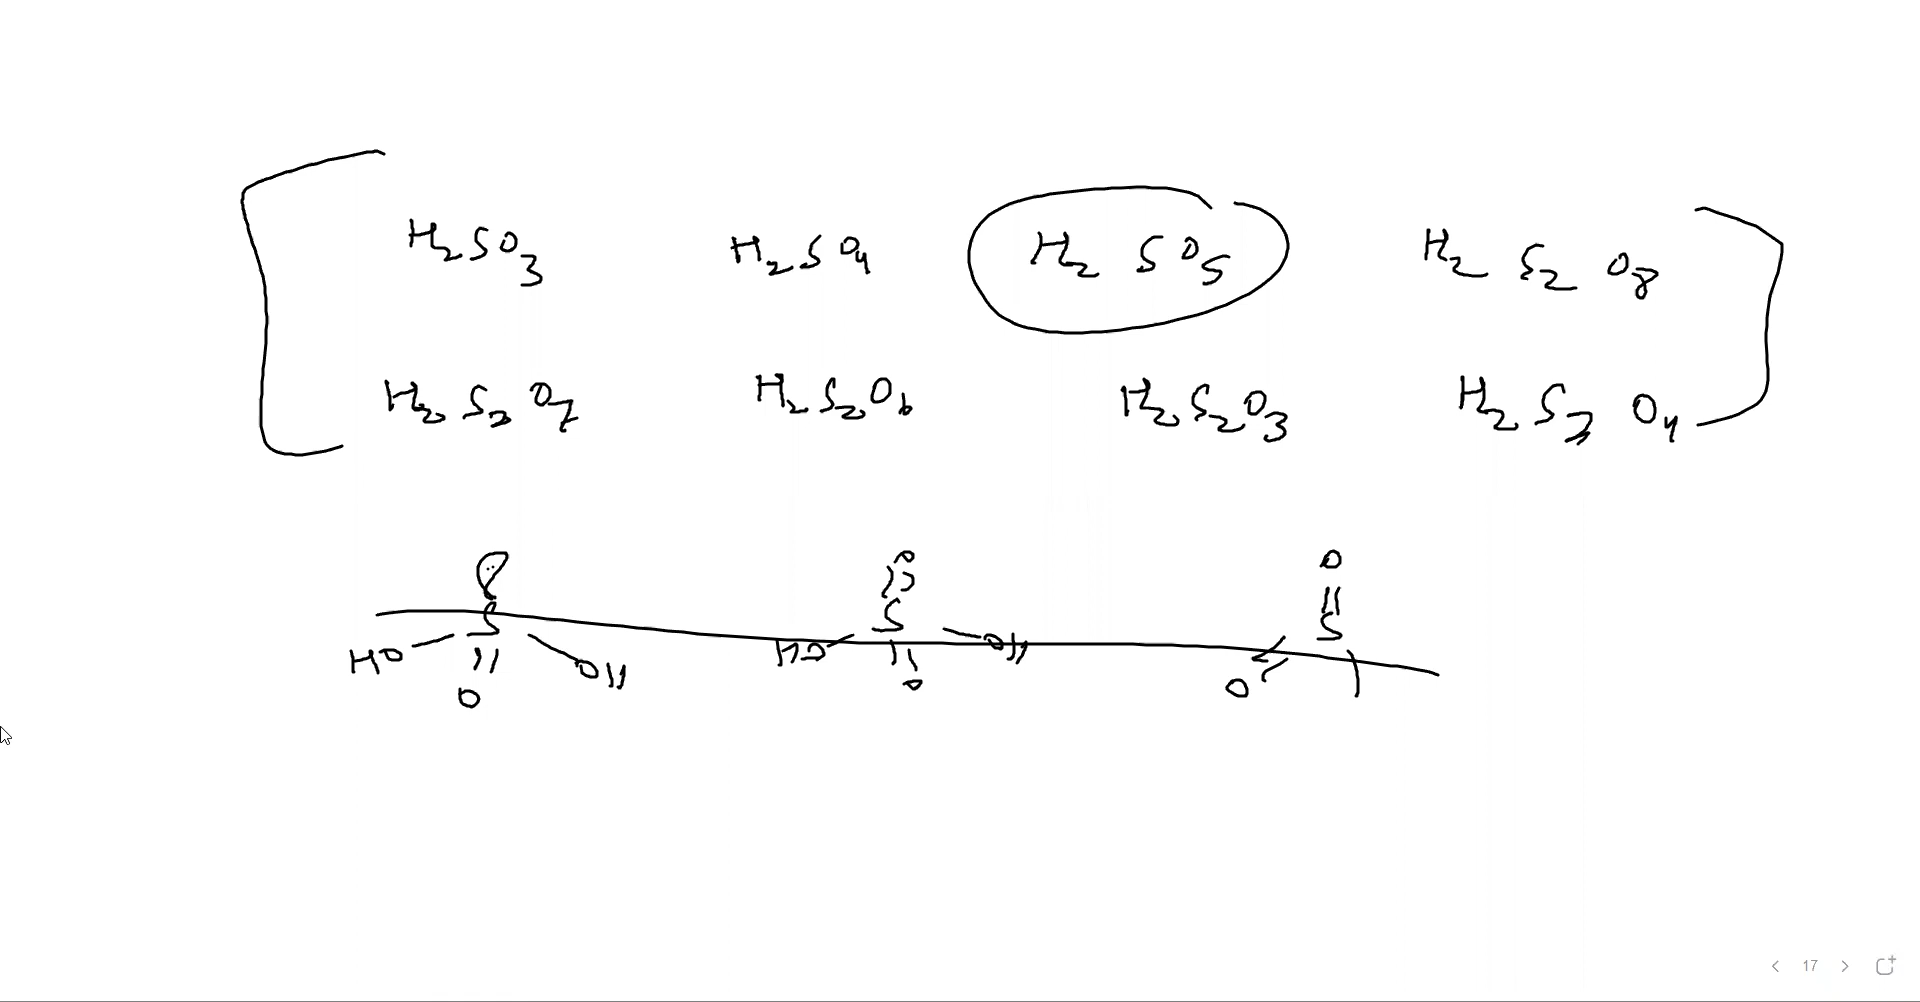 H₂SO₃ H₂SO₄ H₂SO₅ H₂S₂O₈
H₂S₂O₇ H₂S₂O₆ H₂S₂O₃ H₂S₂O₄
O O
S S S
HO OH HO OH
O O O
17